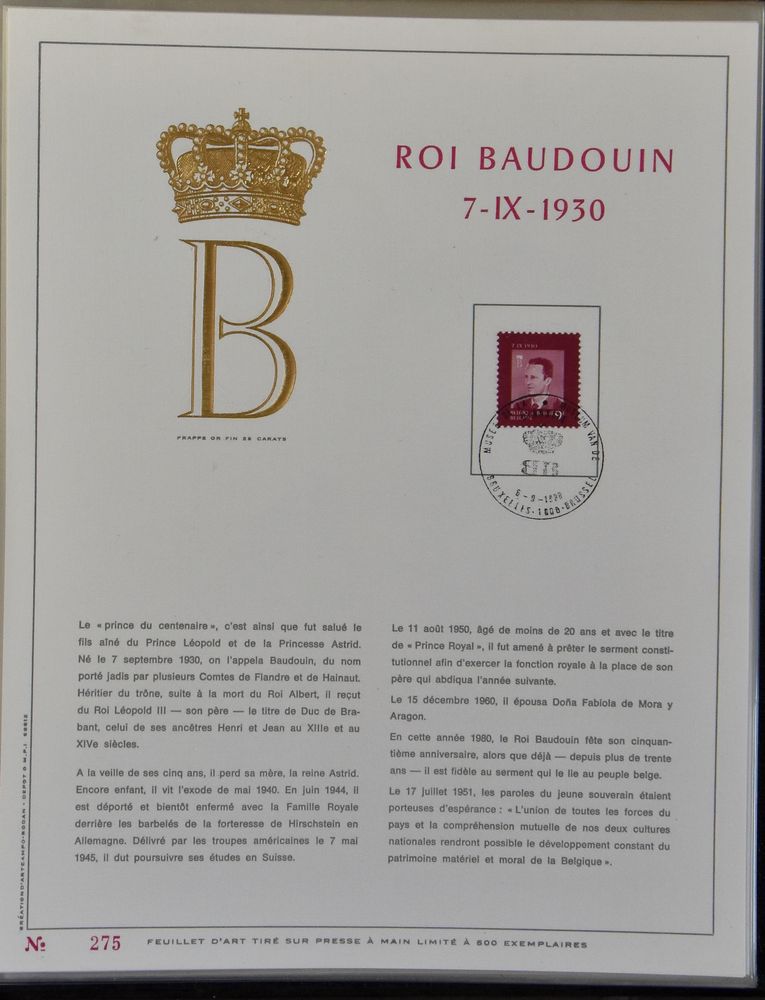 ROI BAUDOUIN
7-IX-1930
B
FRAPPE OR FIN 23 CARATS
7 IX 1930
9F
BRUXELLES-1000-BRUSSEL
Le « prince du centenaire », c'est ainsi que fut salué le
fils aîné du Prince Léopold et de la Princesse Astrid.
Né le 7 septembre 1930, on l'appela Baudouin, du nom
porté jadis par plusieurs Comtes de Flandre et de Hainaut.
Héritier du trône, suite à la mort du Roi Albert, il reçut
du Roi Léopold III — son père — le titre de Duc de Bra-
bant, celui de ses ancêtres Henri et Jean au XIIIe et au
XIVe siècles.
A la veille de ses cinq ans, il perd sa mère, la reine Astrid.
Encore enfant, il vit l'exode de mai 1940. En juin 1944, il
est déporté et bientôt enfermé avec la Famille Royale
derrière les barbelés de la forteresse de Hirschstein en
Allemagne. Délivré par les troupes américaines le 7 mai
1945, il dut poursuivre ses études en Suisse.
Le 11 août 1950, âgé de moins de 20 ans et avec le titre
de « Prince Royal », il fut amené à prêter le serment consti-
tutionnel afin d'exercer la fonction royale à la place de son
père qui abdiqua l'année suivante.
Le 15 décembre 1960, il épousa Doña Fabiola de Mora y
Aragon.
En cette année 1980, le Roi Baudouin fête son cinquan-
tième anniversaire, alors que déjà — depuis plus de trente
ans — il est fidèle au serment qui le lie au peuple belge.
Le 17 juillet 1951, les paroles du jeune souverain étaient
porteuses d'espérance : « L'union de toutes les forces du
pays et la compréhension mutuelle de nos deux cultures
nationales rendront possible le développement constant du
patrimoine matériel et moral de la Belgique ».
№ 275
FEUILLET D'ART TIRÉ SUR PRESSE À MAIN LIMITÉ À 500 EXEMPLAIRES